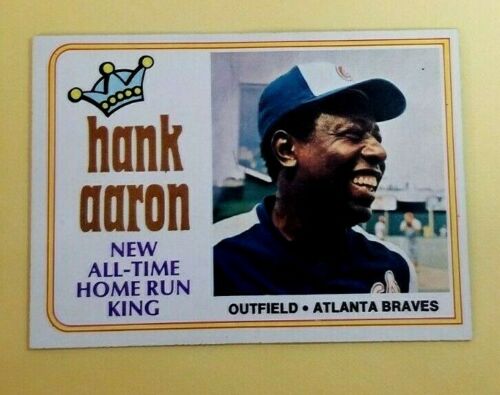 hank
aaron
NEW
ALL-TIME
HOME RUN
KING
OUTFIELD • ATLANTA BRAVES